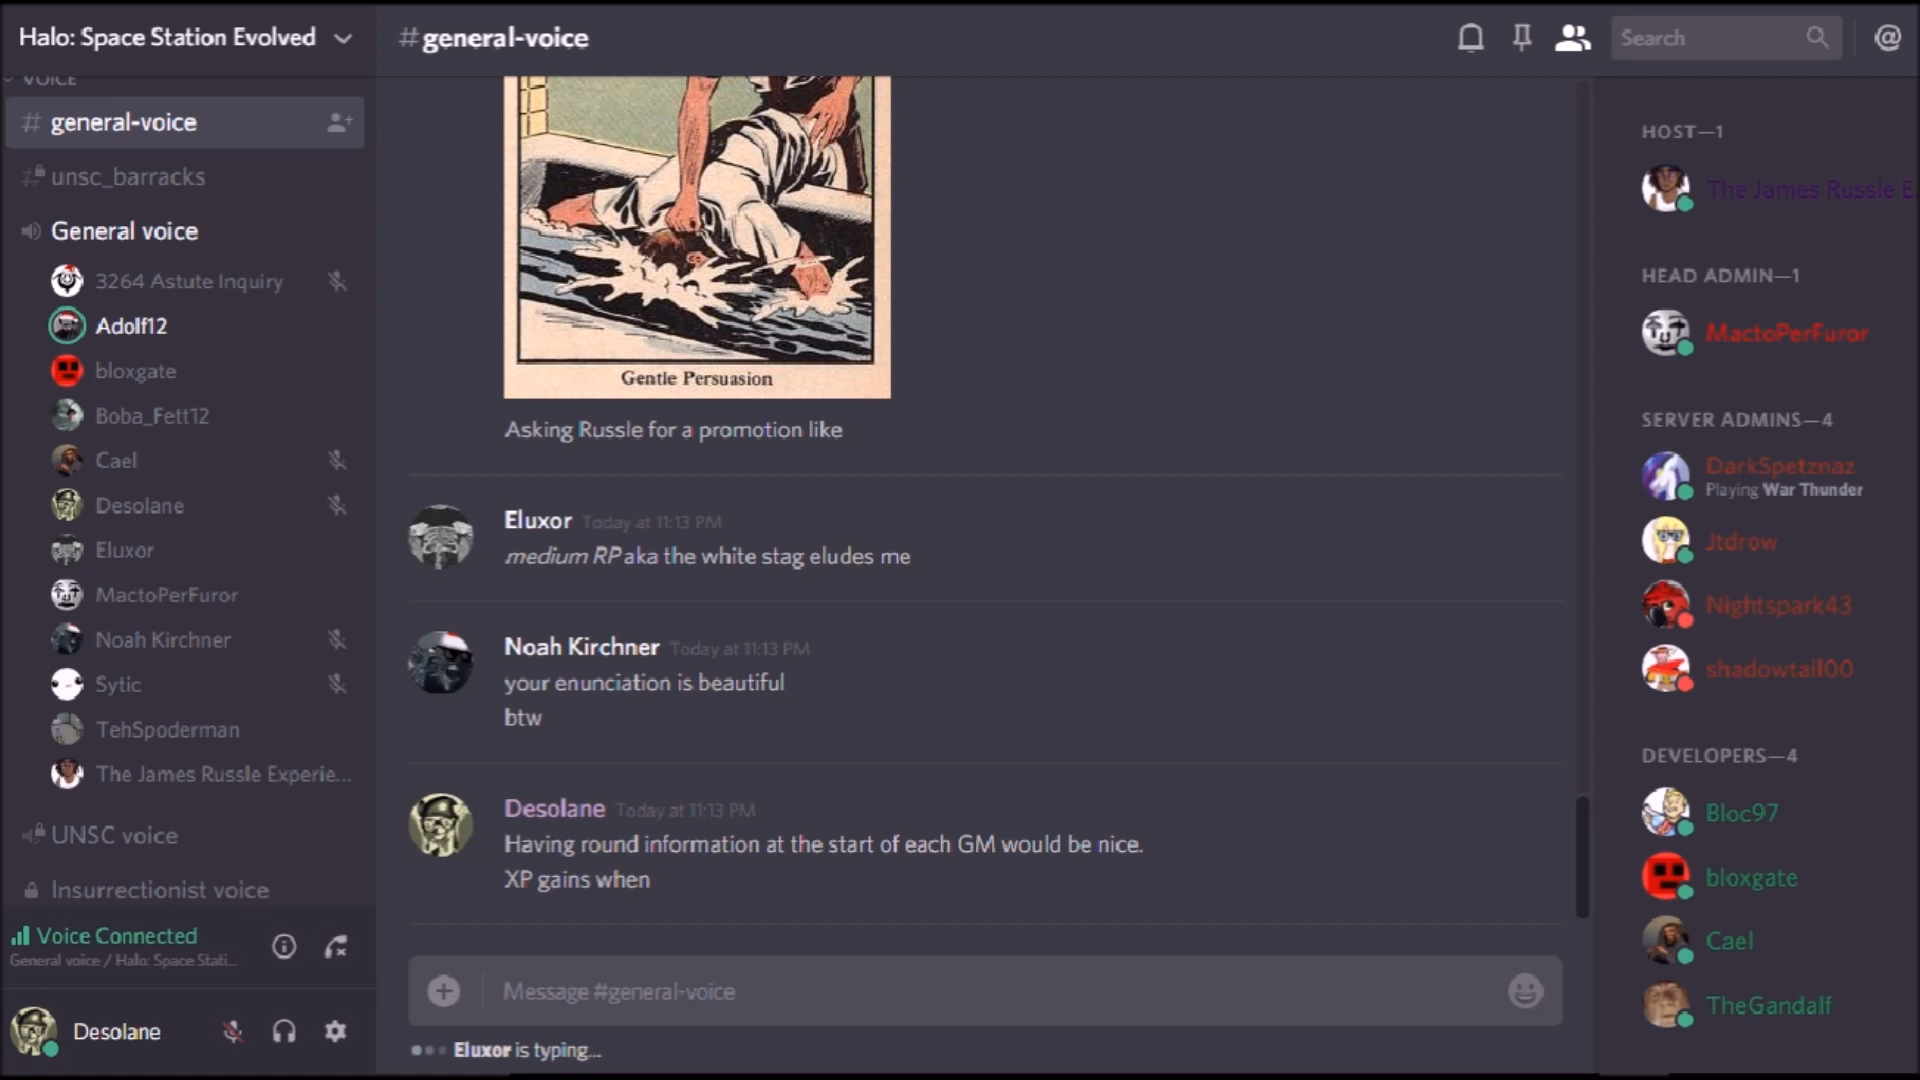 Halo: Space Station Evolved
VOICE
general-voice
unsc_barracks
General voice
3264 Astute Inquiry
Adolf12
bloxgate
Boba_Fett12
Cael
Desolane
Eluxor
MactoPerFuror
Noah Kirchner
Sytic
TehSpoderman
The James Russle Experie...
UNSC voice
Insurrectionist voice
Voice Connected
General voice / Halo: Space Stati...
Desolane
#general-voice
Search
@
Gentle Persuasion
Asking Russle for a promotion like
Eluxor Today at 11:13 PM
medium RP aka the white stag eludes me
Noah Kirchner Today at 11:13 PM
your enunciation is beautiful
btw
Desolane Today at 11:13 PM
Having round information at the start of each GM would be nice.
XP gains when
Message #general-voice
Eluxor is typing...
HOST—1
The James Russle E...
HEAD ADMIN—1
MactoPerFuror
SERVER ADMINS—4
DarkSpetznaz
Playing War Thunder
Jtdrow
Nightspark43
shadowtail00
DEVELOPERS—4
Bloc97
bloxgate
Cael
TheGandalf